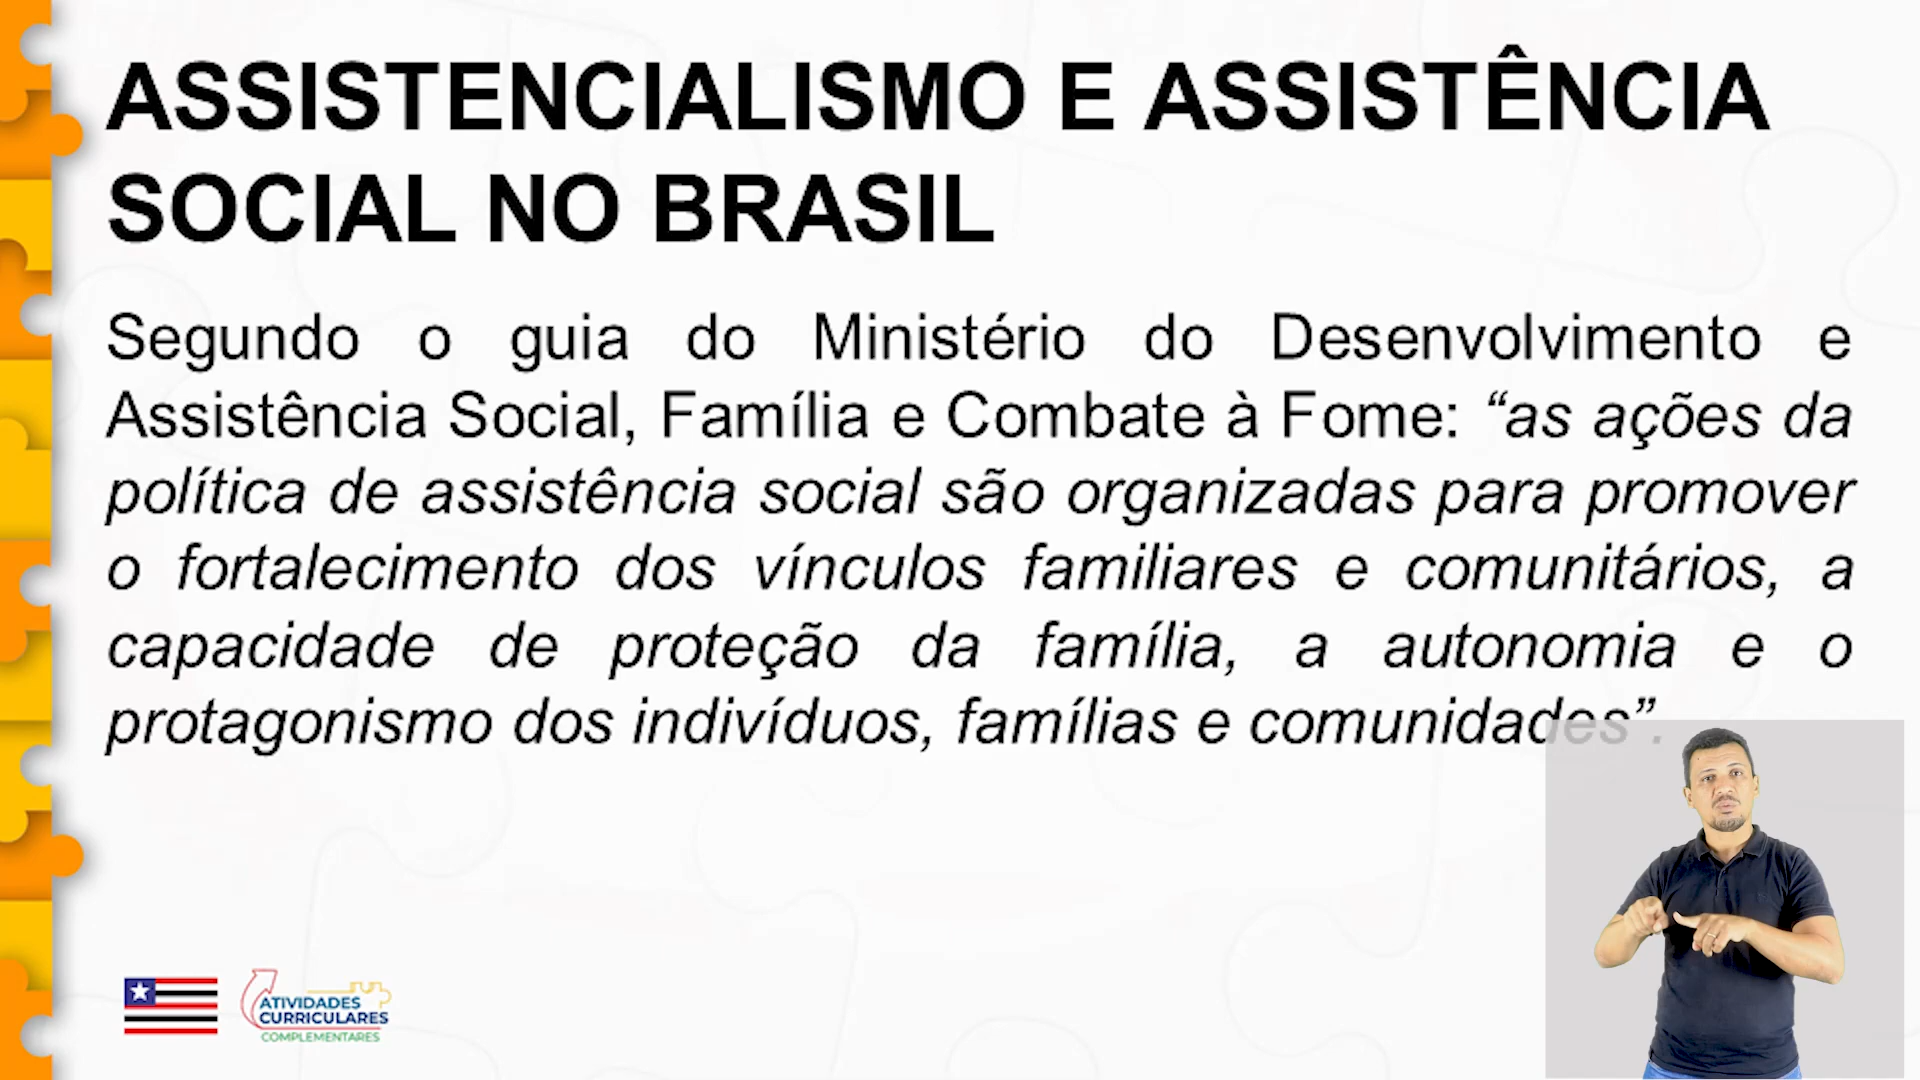 ASSISTENCIALISMO E ASSISTÊNCIA
SOCIAL NO BRASIL
Segundo o guia do Ministério do Desenvolvimento e
Assistência Social, Família e Combate à Fome: “as ações da
política de assistência social são organizadas para promover
o fortalecimento dos vínculos familiares e comunitários, a
capacidade de proteção da família, a autonomia e o
protagonismo dos indivíduos, famílias e comunidades”.
ATIVIDADES
CURRICULARES
COMPLEMENTARES